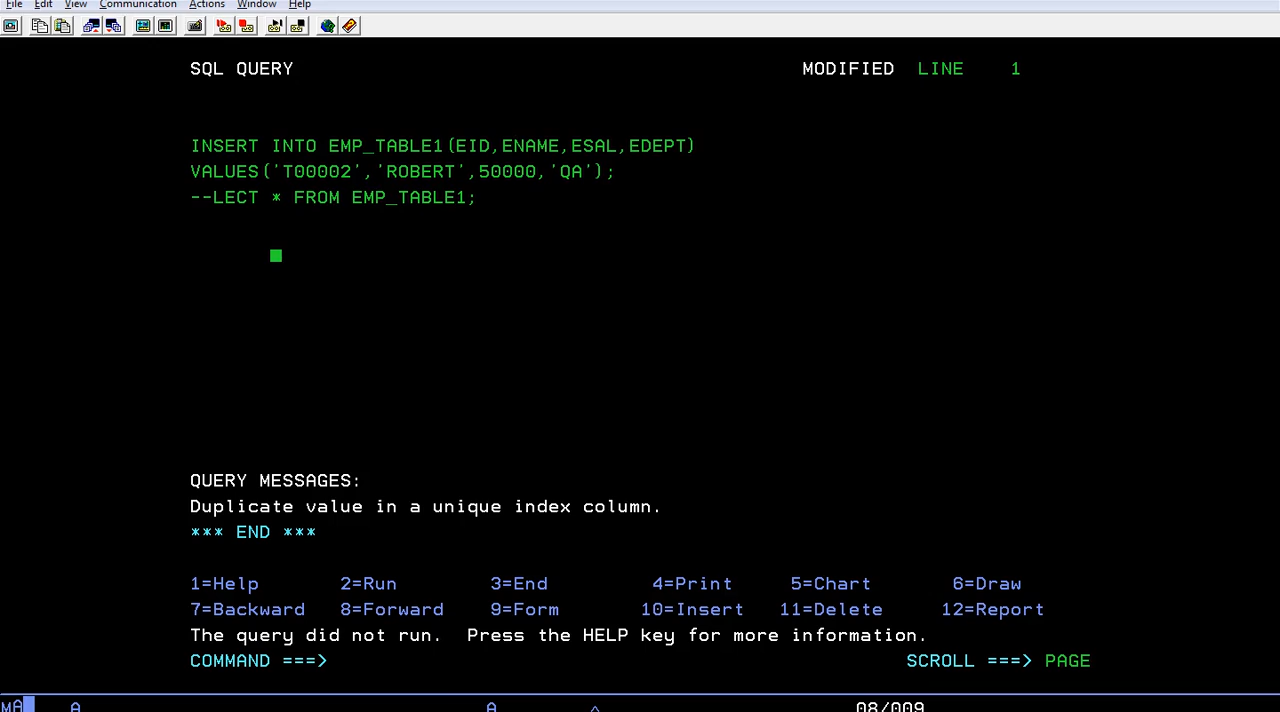 File Edit View Communication Actions Window Help
SQL QUERY MODIFIED LINE 1
INSERT INTO EMP_TABLE1(EID,ENAME,ESAL,EDEPT)
VALUES('T00002','ROBERT',50000,'QA');
--LECT * FROM EMP_TABLE1;
QUERY MESSAGES:
Duplicate value in a unique index column.
*** END ***
1=Help 2=Run 3=End 4=Print 5=Chart 6=Draw
7=Backward 8=Forward 9=Form 10=Insert 11=Delete 12=Report
The query did not run. Press the HELP key for more information.
COMMAND ===> SCROLL ===> PAGE
MA A A ^ 08/009